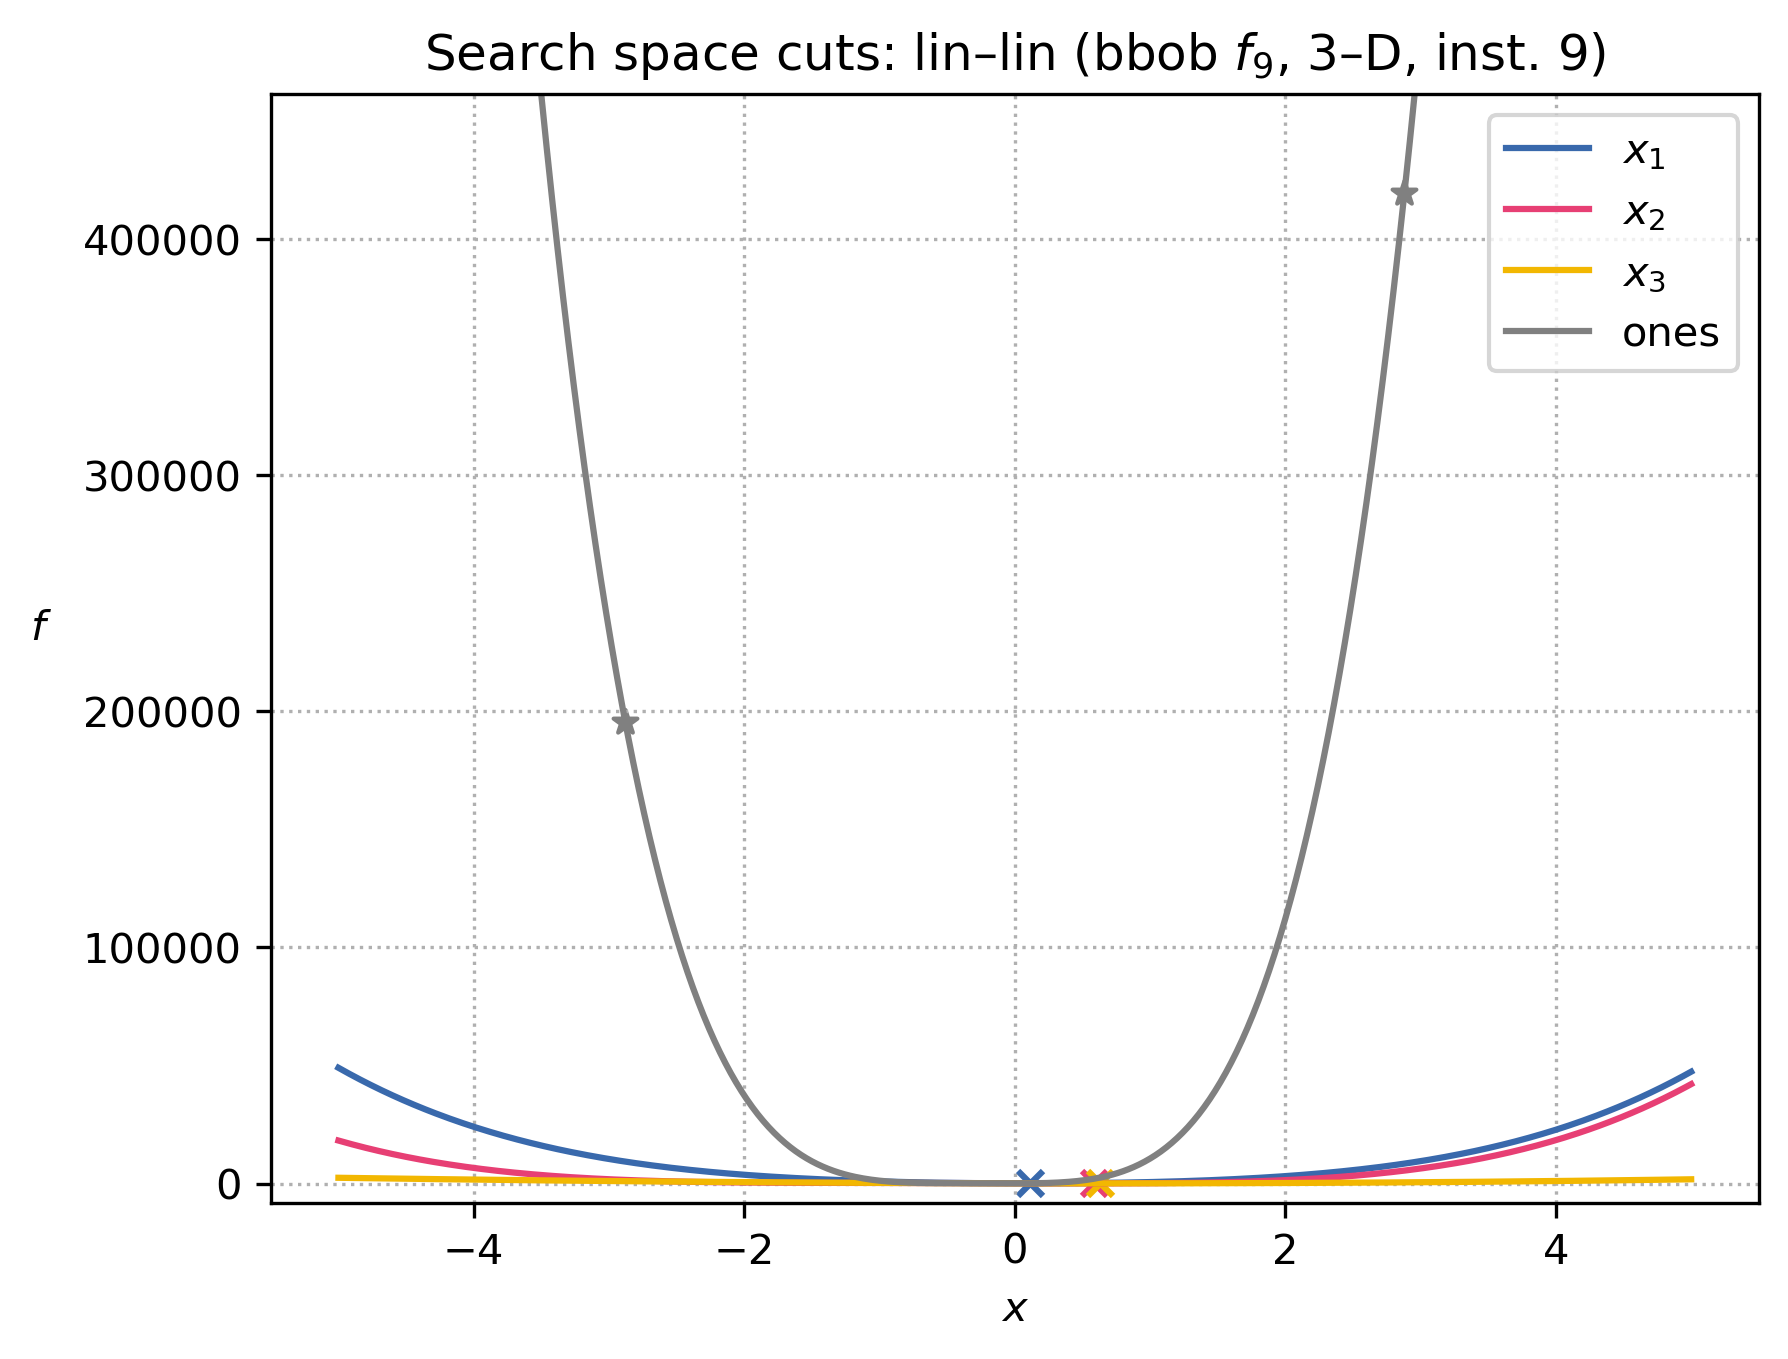 Search space cuts: lin–lin (bbob f₉, 3–D, inst. 9)
x₁
x₂
x₃
ones
400000
300000
200000
100000
0
f
−4
−2
0
2
4
x